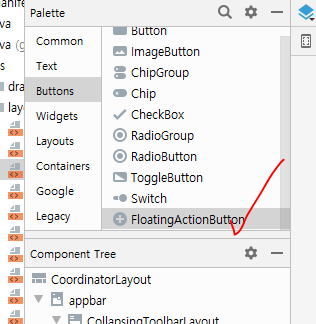 Palette
anife
va
va (g
s
dra
layo
Common
Text
Buttons
Widgets
Layouts
Containers
Google
Legacy
Button
ImageButton
ChipGroup
Chip
CheckBox
RadioGroup
RadioButton
ToggleButton
Switch
FloatingActionButton
Component Tree
CoordinatorLayout
appbar
CollapsingToolbarLayout